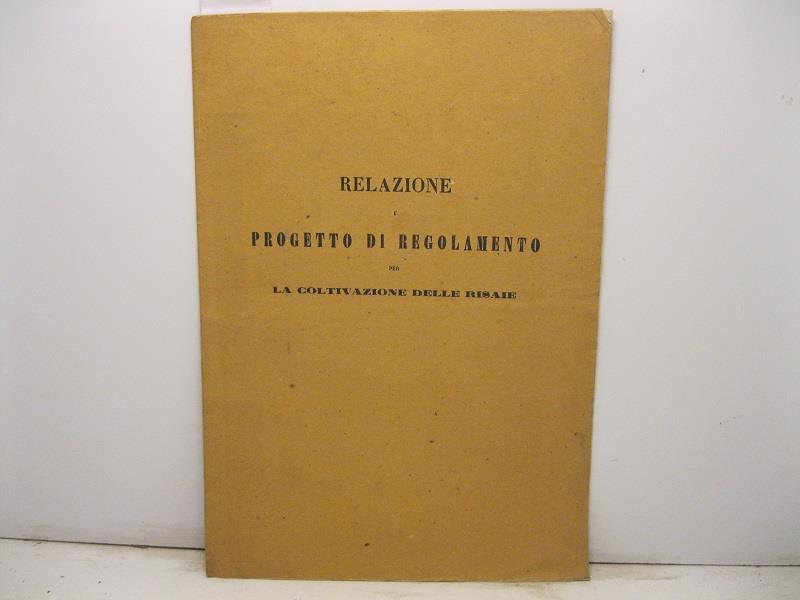 RELAZIONE
E
PROGETTO DI REGOLAMENTO
PER
LA COLTIVAZIONE DELLE RISAIE